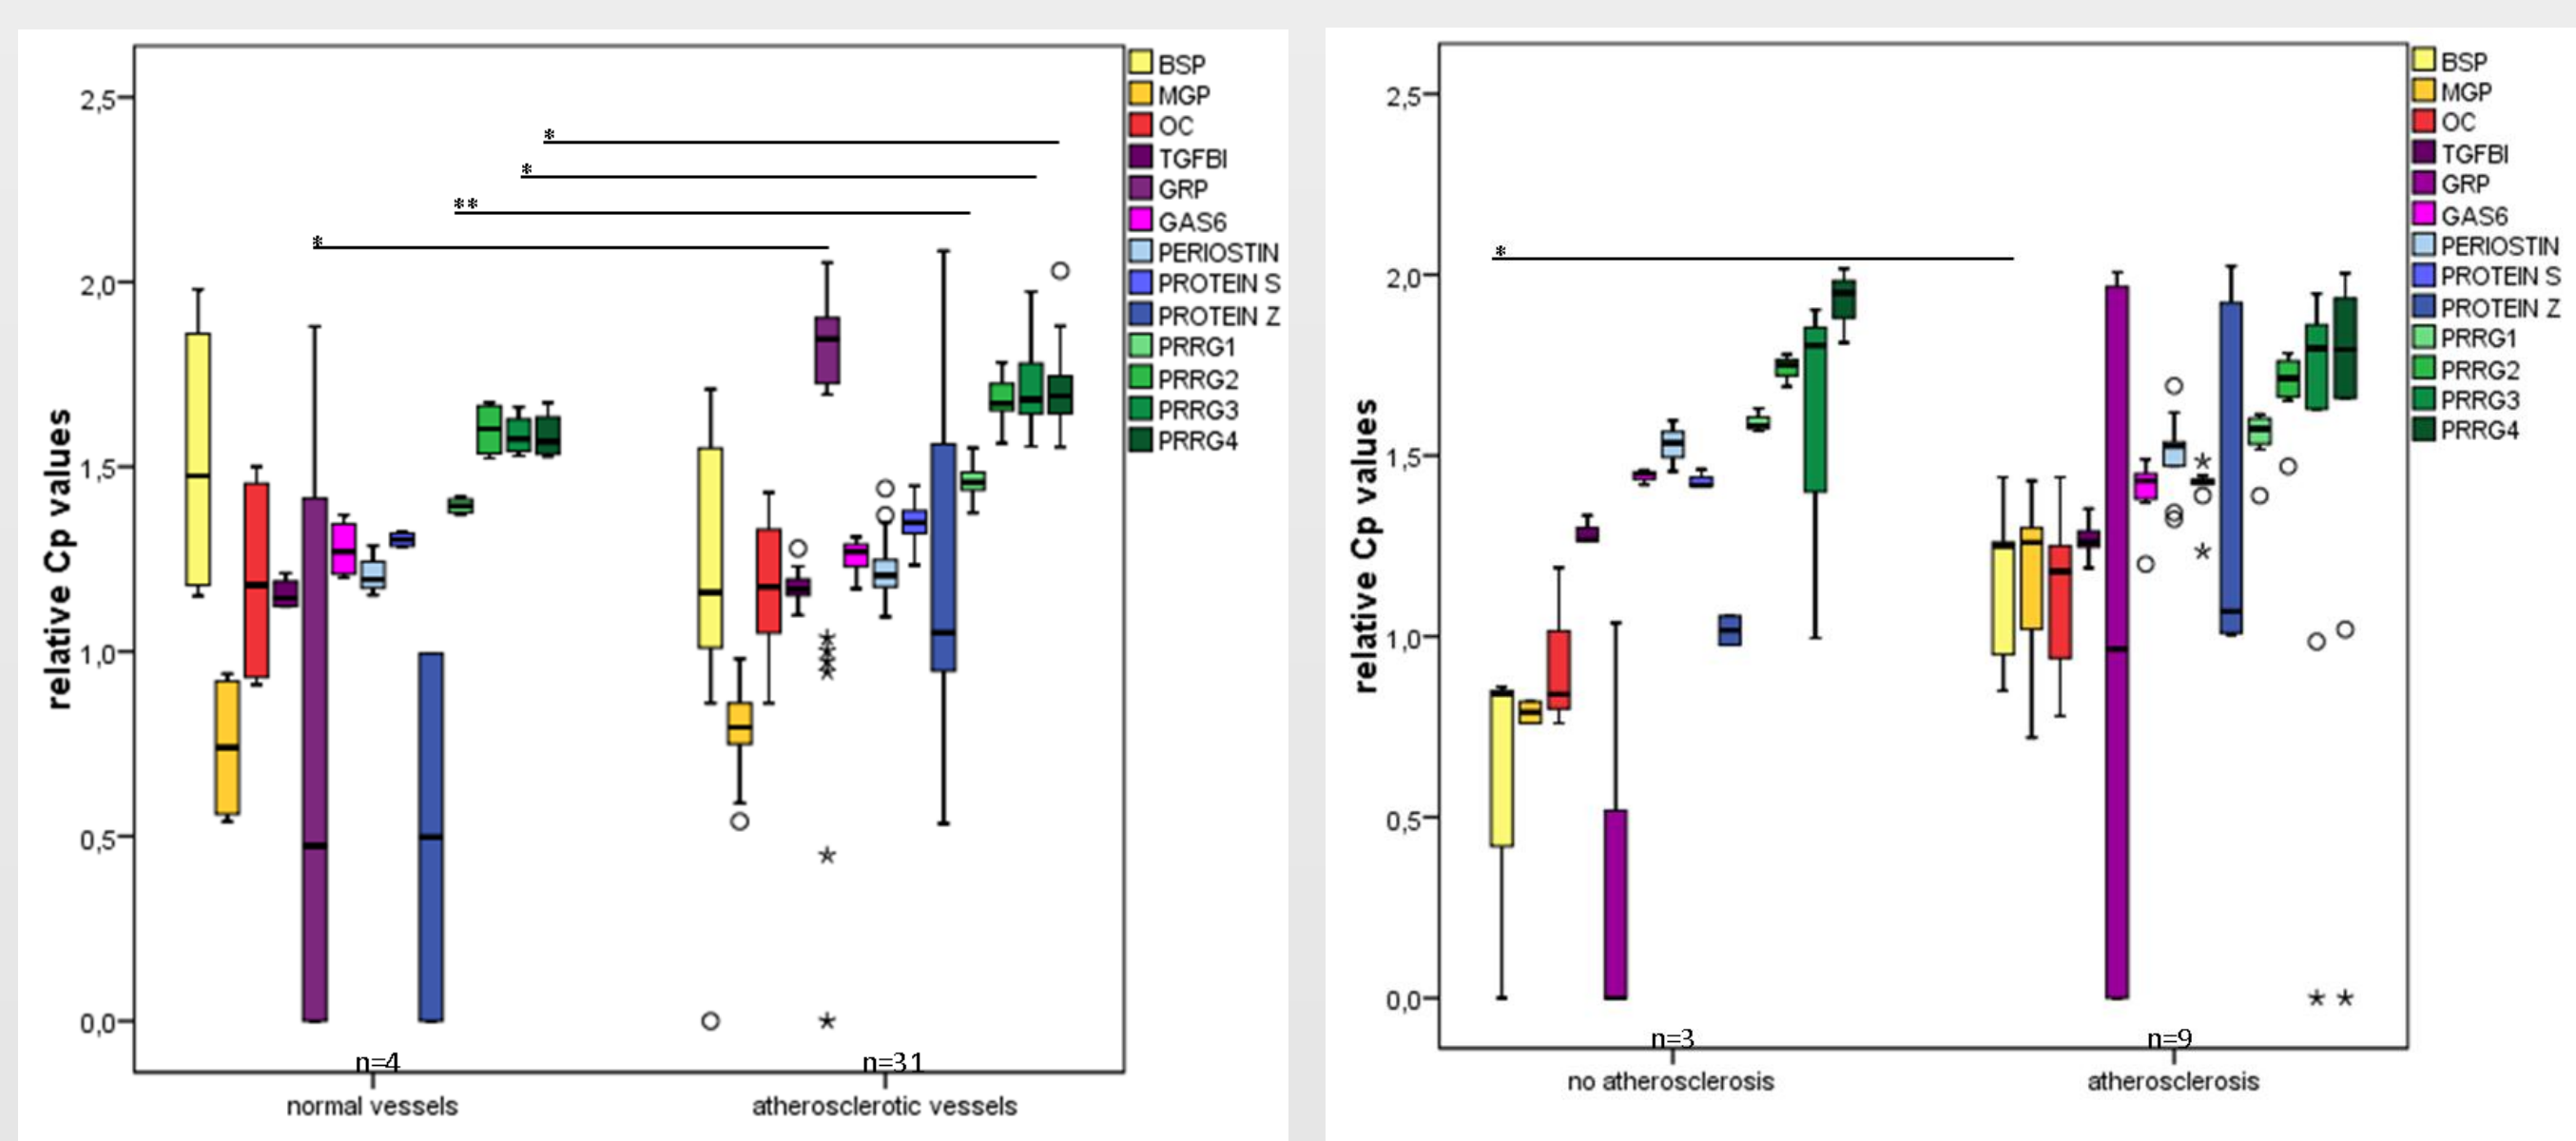 relative Cp values
2,5
2,0
1,5
1,0
0,5
0,0
*
*
**
*
n=4
n=31
normal vessels
atherosclerotic vessels
BSP
MGP
OC
TGFBI
GRP
GAS6
PERIOSTIN
PROTEIN S
PROTEIN Z
PRRG1
PRRG2
PRRG3
PRRG4
relative Cp values
2,5
2,0
1,5
1,0
0,5
0,0
*
n=3
n=9
no atherosclerosis
atherosclerosis
BSP
MGP
OC
TGFBI
GRP
GAS6
PERIOSTIN
PROTEIN S
PROTEIN Z
PRRG1
PRRG2
PRRG3
PRRG4